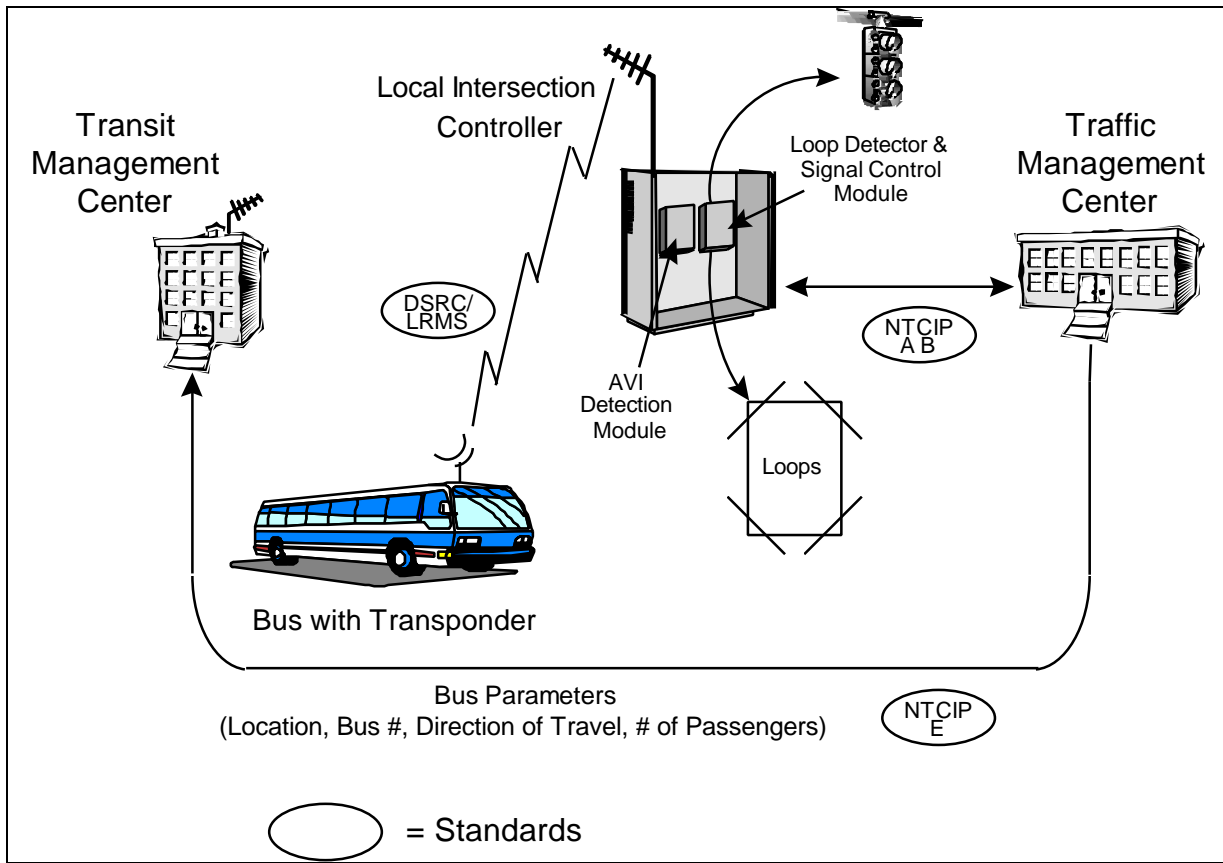 Local Intersection
Controller
Transit
Management
Center
Loop Detector &
Signal Control
Module
Traffic
Management
Center
DSRC/
LRMS
NTCIP
A B
AVI
Detection
Module
Loops
Bus with Transponder
Bus Parameters
(Location, Bus #, Direction of Travel, # of Passengers)
NTCIP
E
= Standards